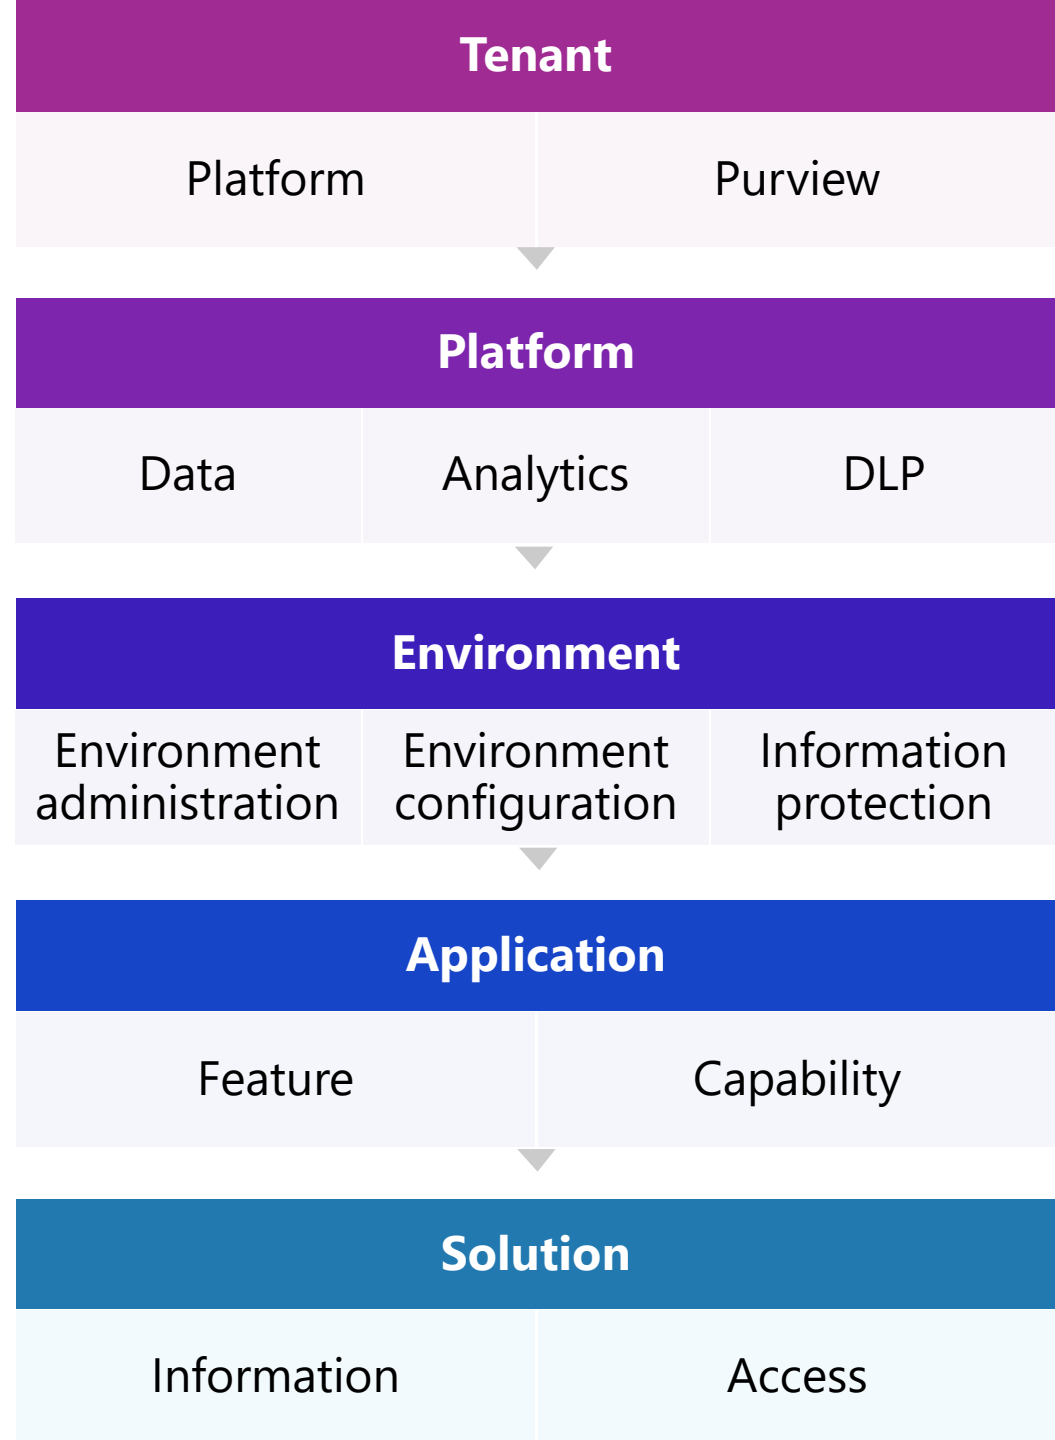 Tenant
Platform
Purview
Platform
Data
Analytics
DLP
Environment
Environment
administration
Environment
configuration
Information
protection
Application
Feature
Capability
Solution
Information
Access